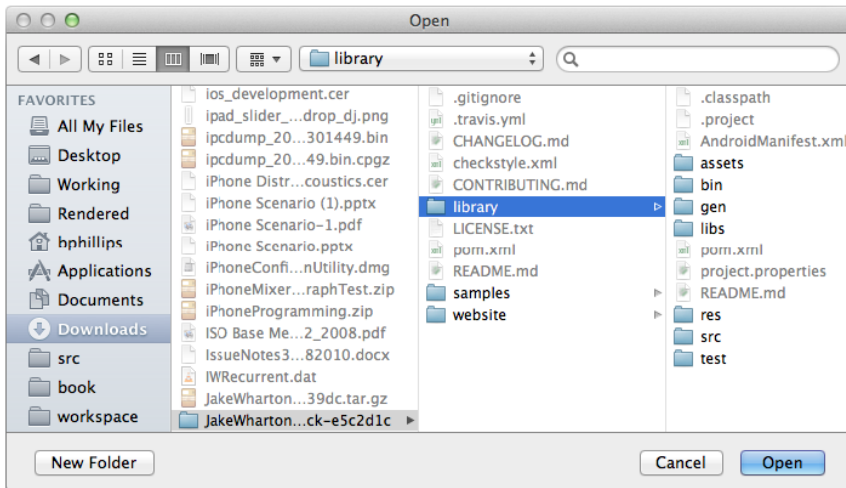 Open
library
FAVORITES
All My Files
Desktop
Working
Rendered
bphillips
Applications
Documents
Downloads
src
book
workspace
ios_development.cer
ipad_slider_...drop_dj.png
ipcdump_20...301449.bin
ipcdump_20...49.bin.cpgz
iPhone Distr...coustics.cer
iPhone Scenario (1).pptx
iPhone Scenario-1.pdf
iPhone Scenario.pptx
iPhoneConfi...nUtility.dmg
iPhoneMixer...raphTest.zip
iPhoneProgramming.zip
ISO Base Me...2_2008.pdf
IssueNotes3...82010.docx
IWRecurrent.dat
JakeWharton...39dc.tar.gz
JakeWharton...ck-e5c2d1c
.gitignore
.travis.yml
CHANGELOG.md
checkstyle.xml
CONTRIBUTING.md
library
LICENSE.txt
pom.xml
README.md
samples
website
.classpath
.project
AndroidManifest.xml
assets
bin
gen
libs
pom.xml
project.properties
README.md
res
src
test
New Folder
Cancel
Open